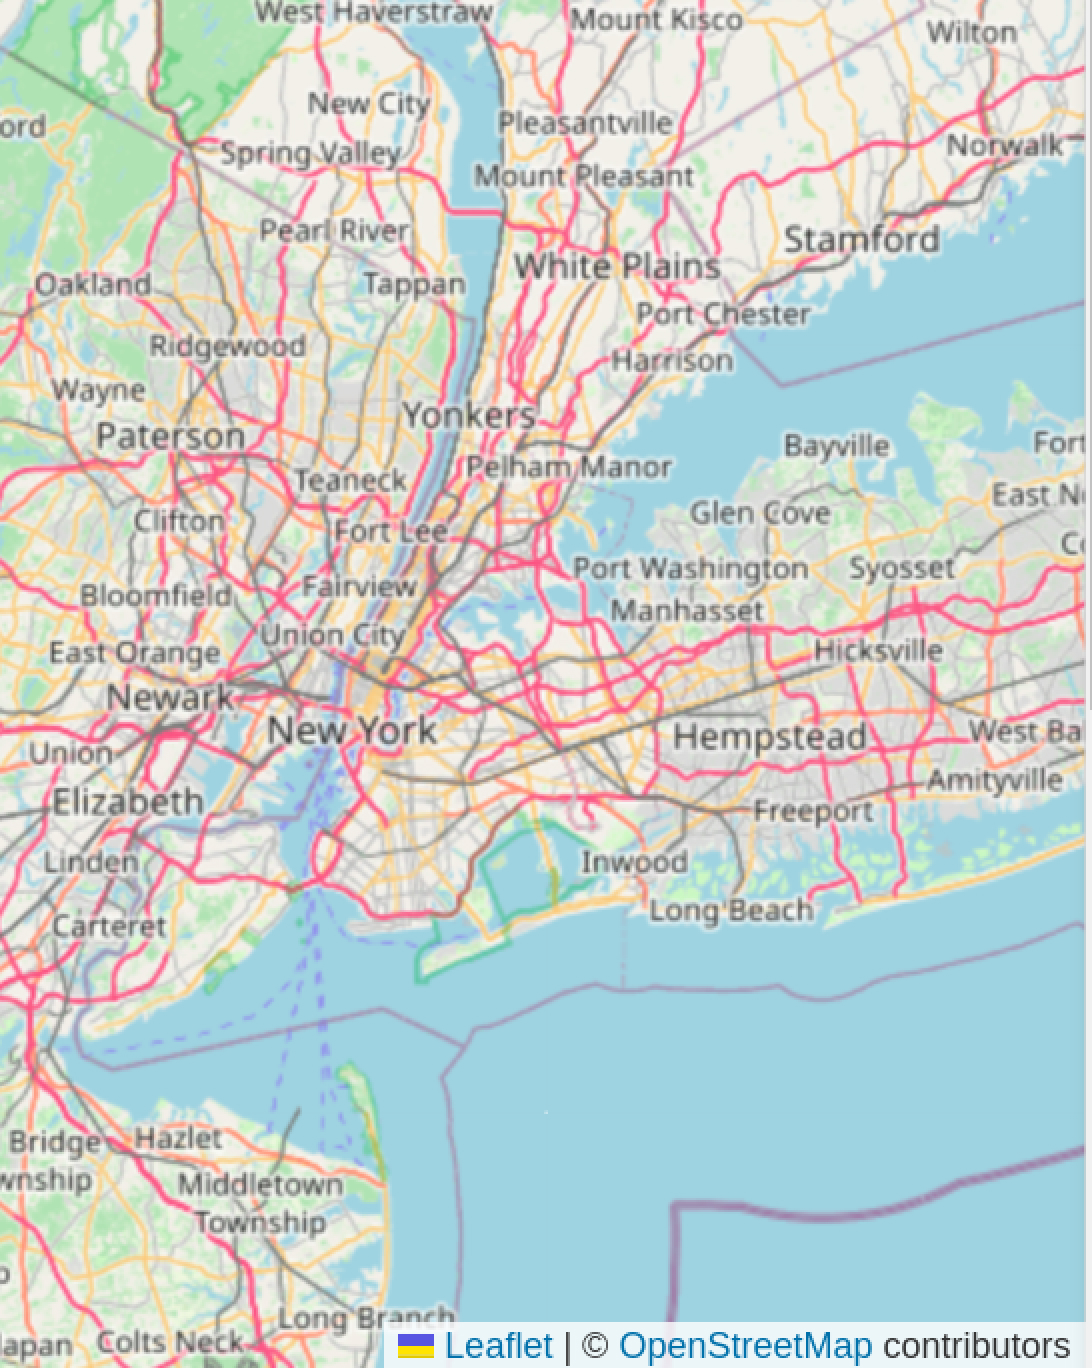 West Haverstraw
Mount Kisco
Wilton
New City
Pleasantville
ord
Spring Valley
Norwalk
Mount Pleasant
Pearl River
Stamford
White Plains
Oakland
Tappan
Port Chester
Ridgewood
Harrison
Wayne
Yonkers
Paterson
Bayville
Fort
Pelham Manor
Teaneck
East N
Glen Cove
Clifton
Fort Lee
Co
Port Washington
Syosset
Fairview
Bloomfield
Manhasset
Union City
East Orange
Hicksville
Newark
New York
Hempstead
West Ba
Union
Amityville
Elizabeth
Freeport
Linden
Inwood
Long Beach
Carteret
Bridge
wnship
Hazlet
Middletown
Township
Long Branch
lapan
Colts Neck
Leaflet | © OpenStreetMap contributors